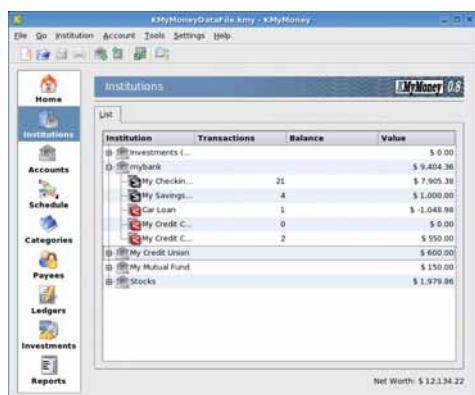 KMyMoneyDataFile.kmy - KMyMoney
File Go Institution Account Tools Settings Help
Institutions
KMyMoney 0.8
Home
Institutions
Accounts
Schedule
Categories
Payees
Ledgers
Investments
Reports
List
Institution Transactions Balance Value
Investments (... $ 0.00
mybank $ 9,404.36
My Checkin... 21 $ 7,905.38
My Savings... 4 $ 1,000.00
Car Loan 1 $ -1,048.98
My Credit C... 0 $ 0.00
My Credit C... 2 $ 550.00
My Credit Union $ 600.00
My Mutual Fund $ 150.00
Stocks $ 1,979.86
Net Worth: $ 12,134.22